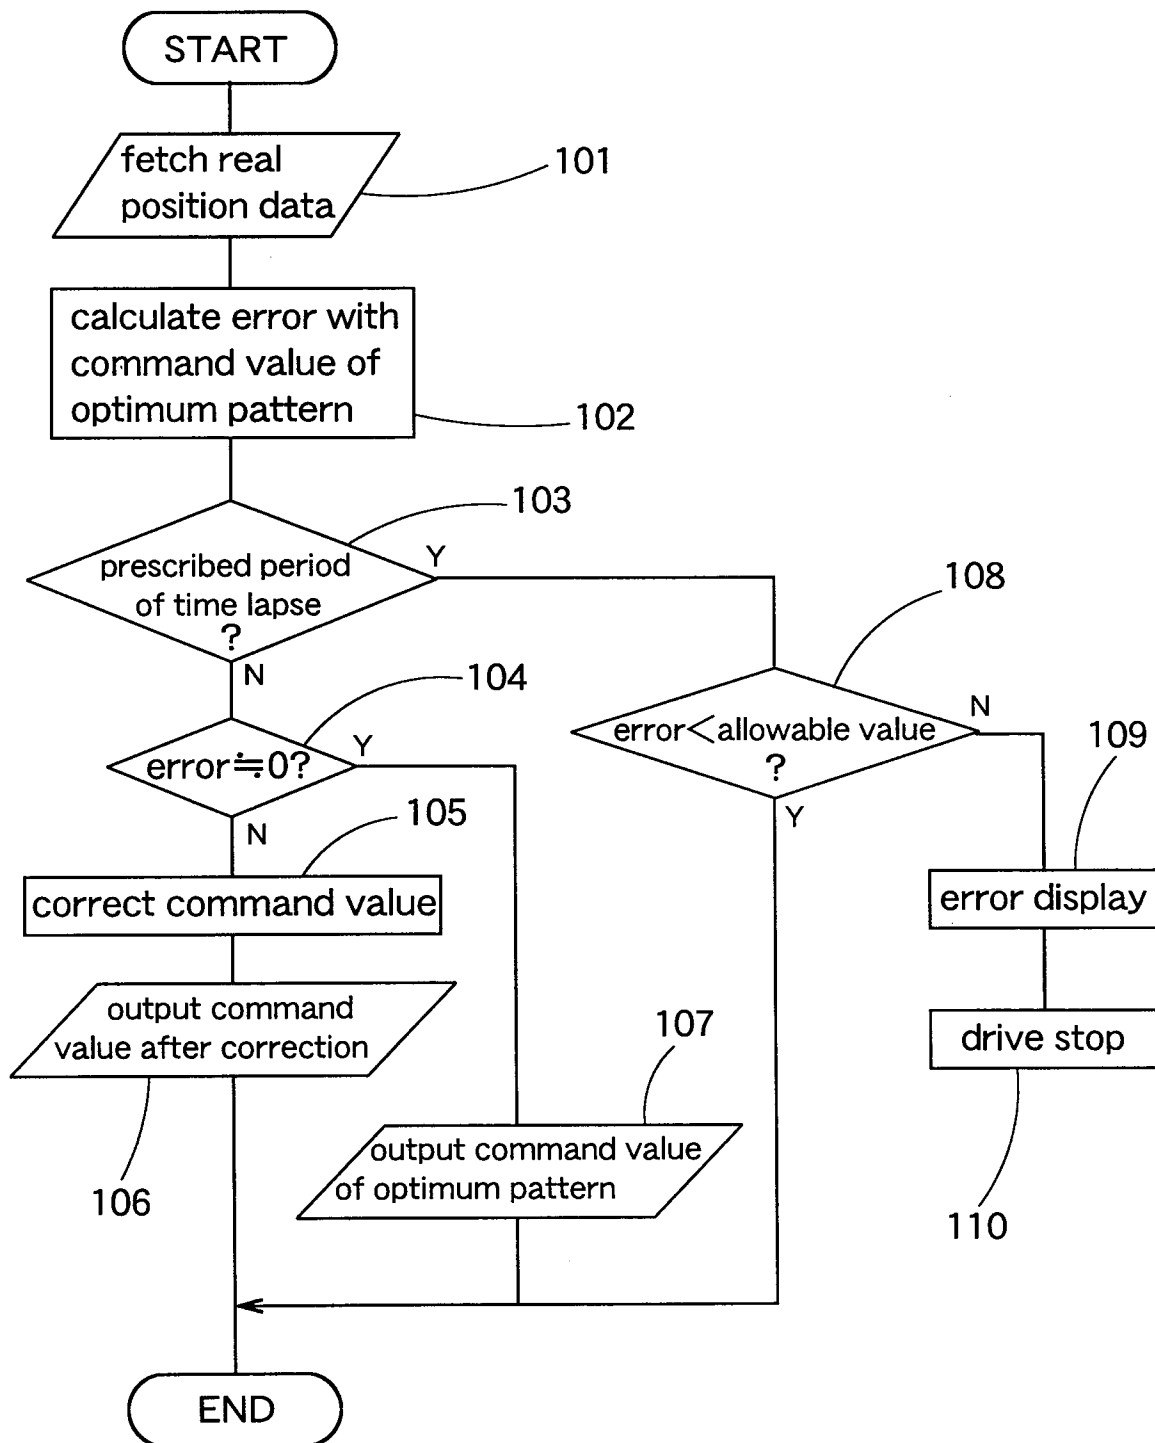 START
fetch real
position data
101
calculate error with
command value of
optimum pattern
102
103
prescribed period
of time lapse
?
Y
N
104
error≒0?
Y
N
105
correct command value
output command
value after correction
106
107
output command value
of optimum pattern
108
error<allowable value
?
N
Y
109
error display
drive stop
110
END